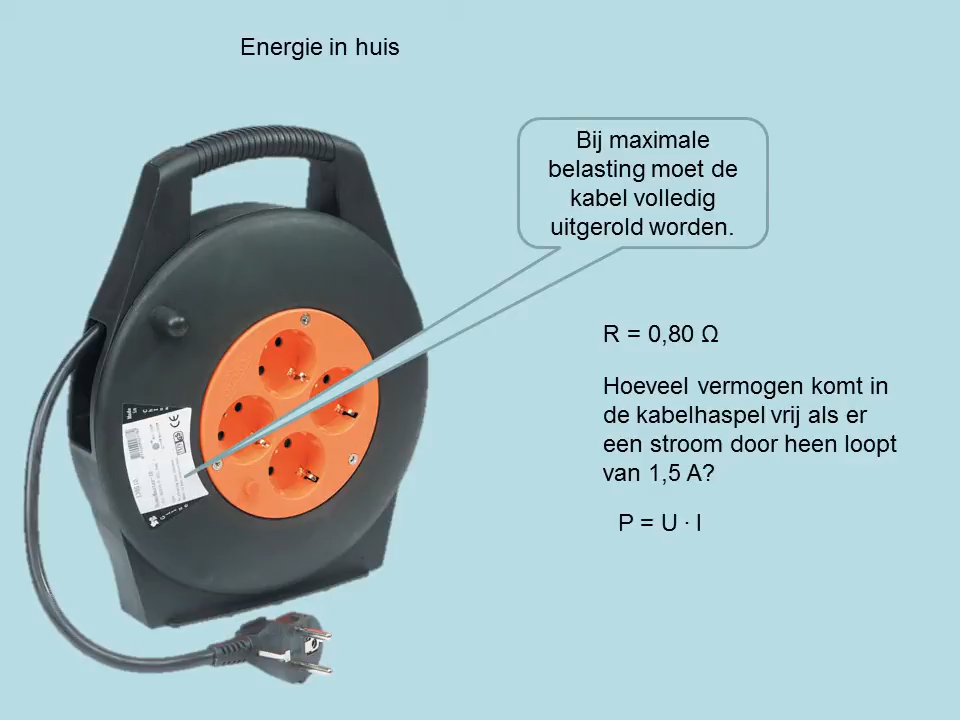 Energie in huis
Bij maximale
belasting moet de
kabel volledig
uitgerold worden.
R = 0,80 Ω
Hoeveel vermogen komt in
de kabelhaspel vrij als er
een stroom door heen loopt
van 1,5 A?
P = U · I
CE